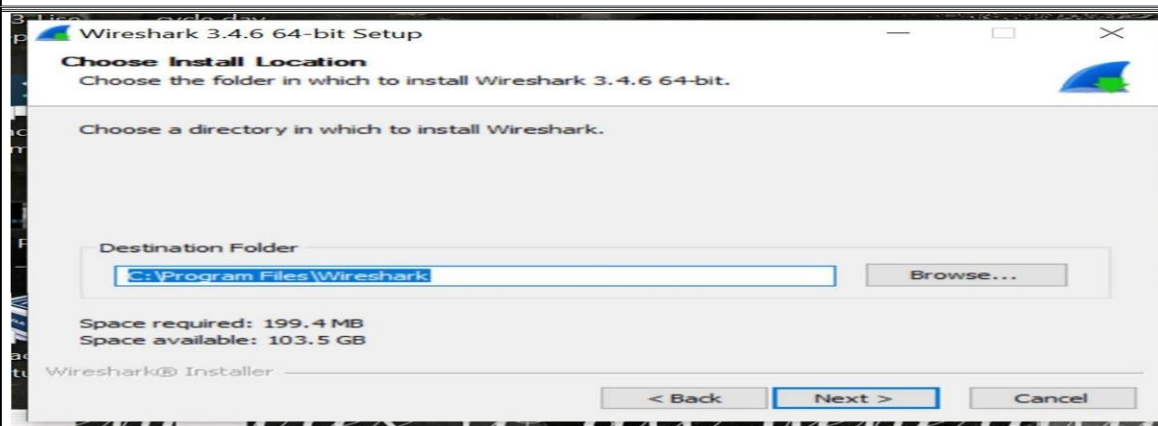 Wireshark 3.4.6 64-bit Setup
Choose Install Location
Choose the folder in which to install Wireshark 3.4.6 64-bit.
Choose a directory in which to install Wireshark.
Destination Folder
C:\Program Files\Wireshark
Browse...
Space required: 199.4 MB
Space available: 103.5 GB
Wireshark® Installer
< Back Next > Cancel